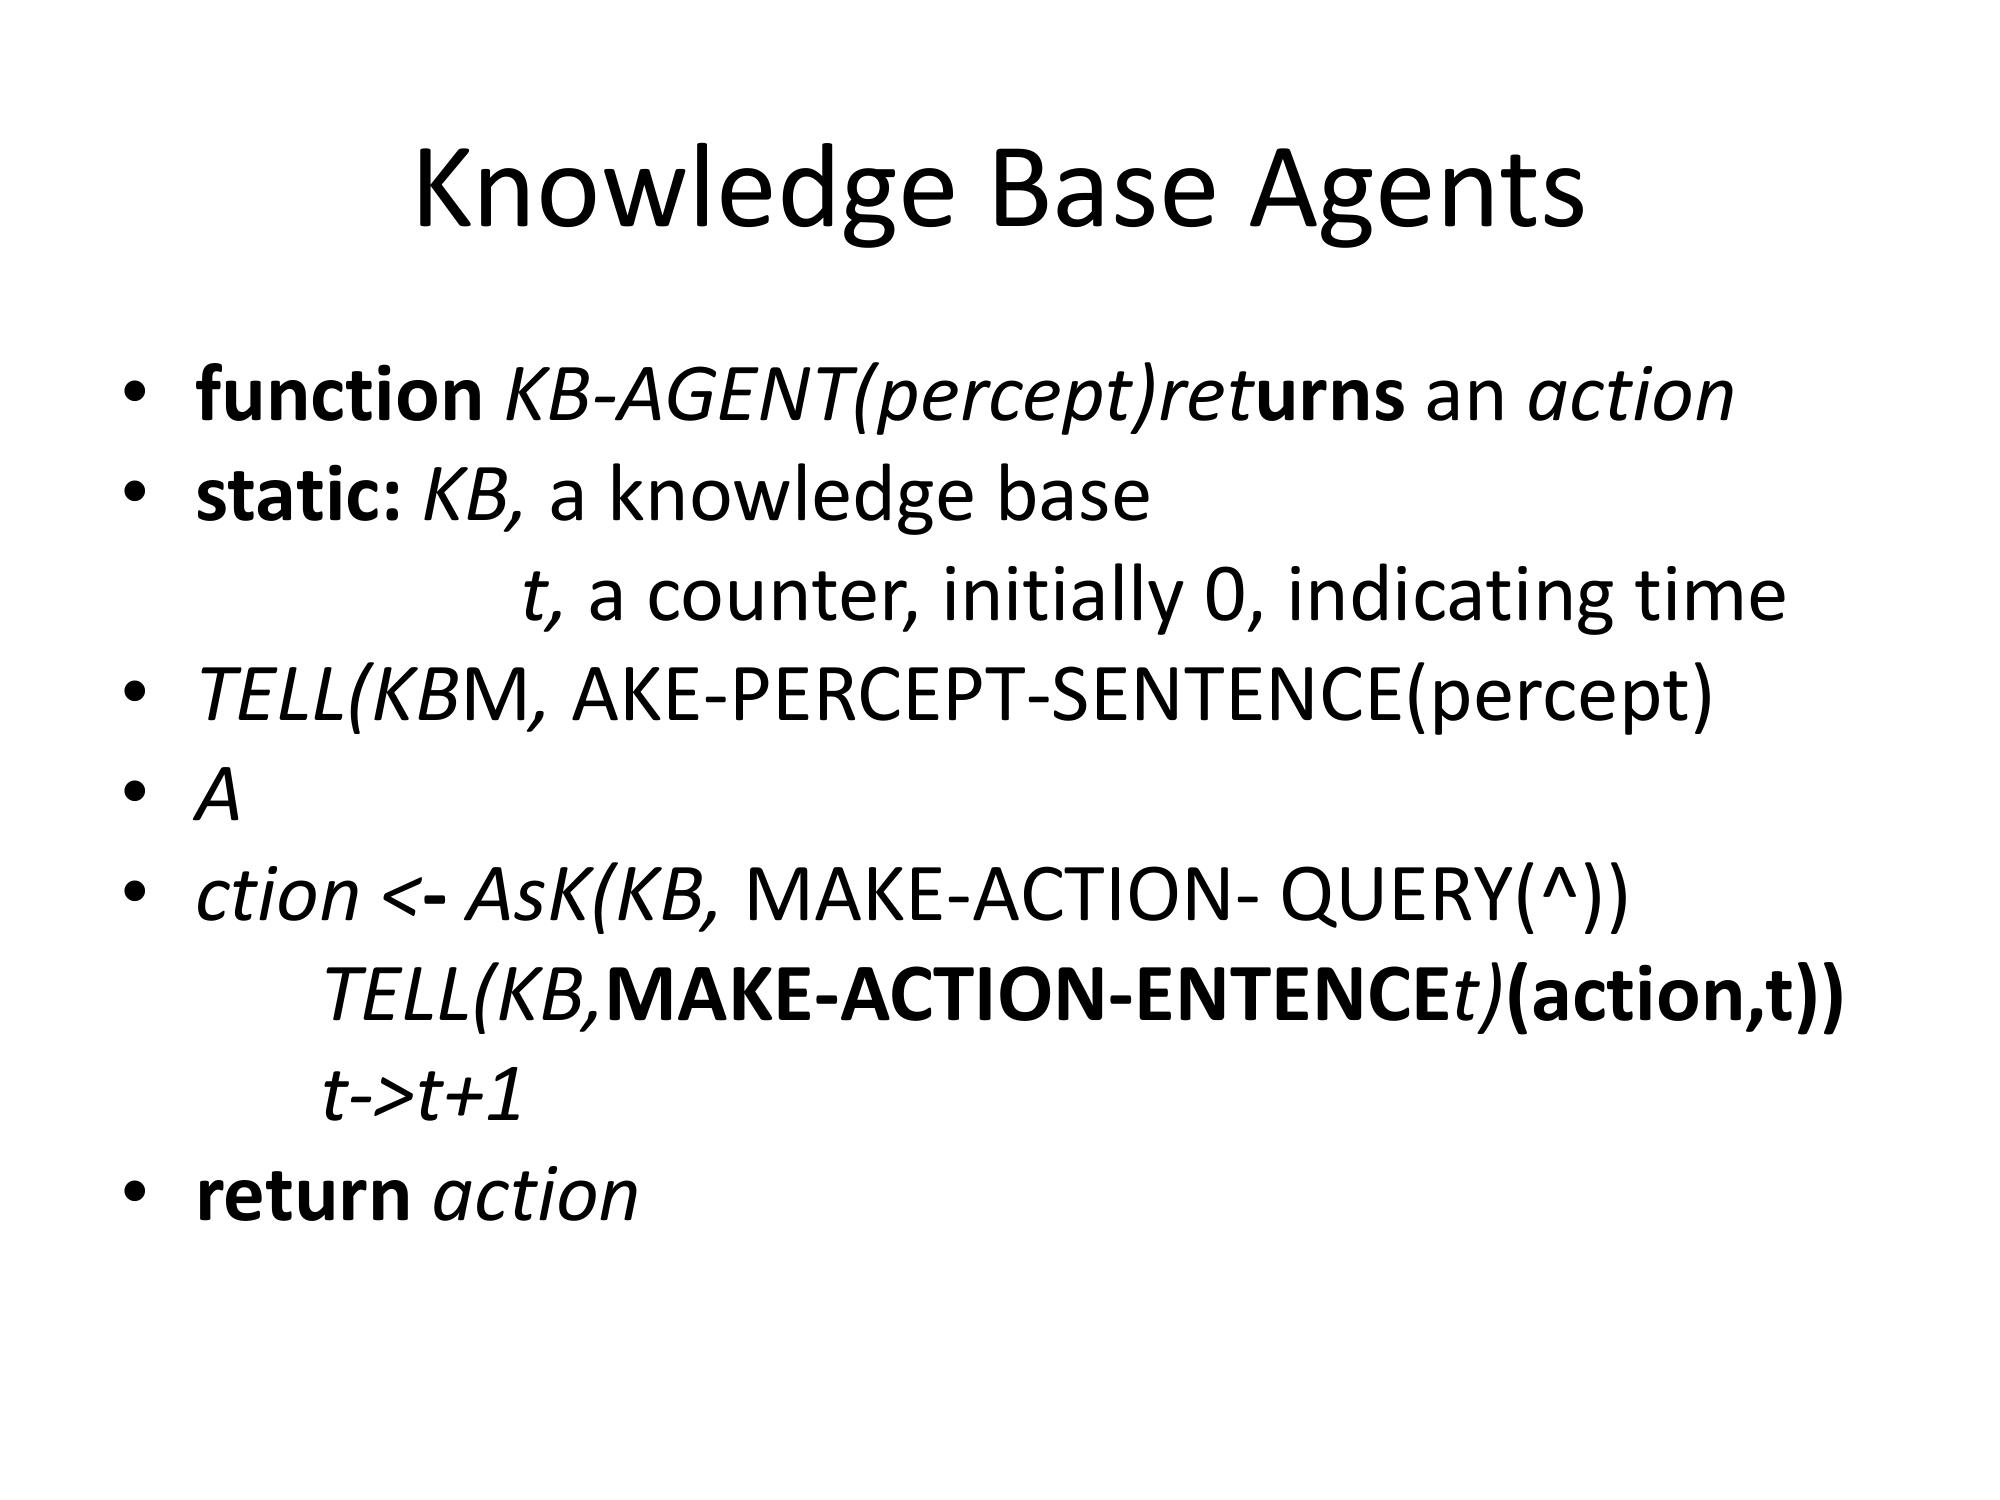 Knowledge Base Agents
• function KB-AGENT(percept)returns an action
• static: KB, a knowledge base
t, a counter, initially 0, indicating time
• TELL(KBM, AKE-PERCEPT-SENTENCE(percept)
• A
• ction <- AsK(KB, MAKE-ACTION- QUERY(^))
TELL(KB,MAKE-ACTION-ENTENCEt)(action,t))
t->t+1
• return action